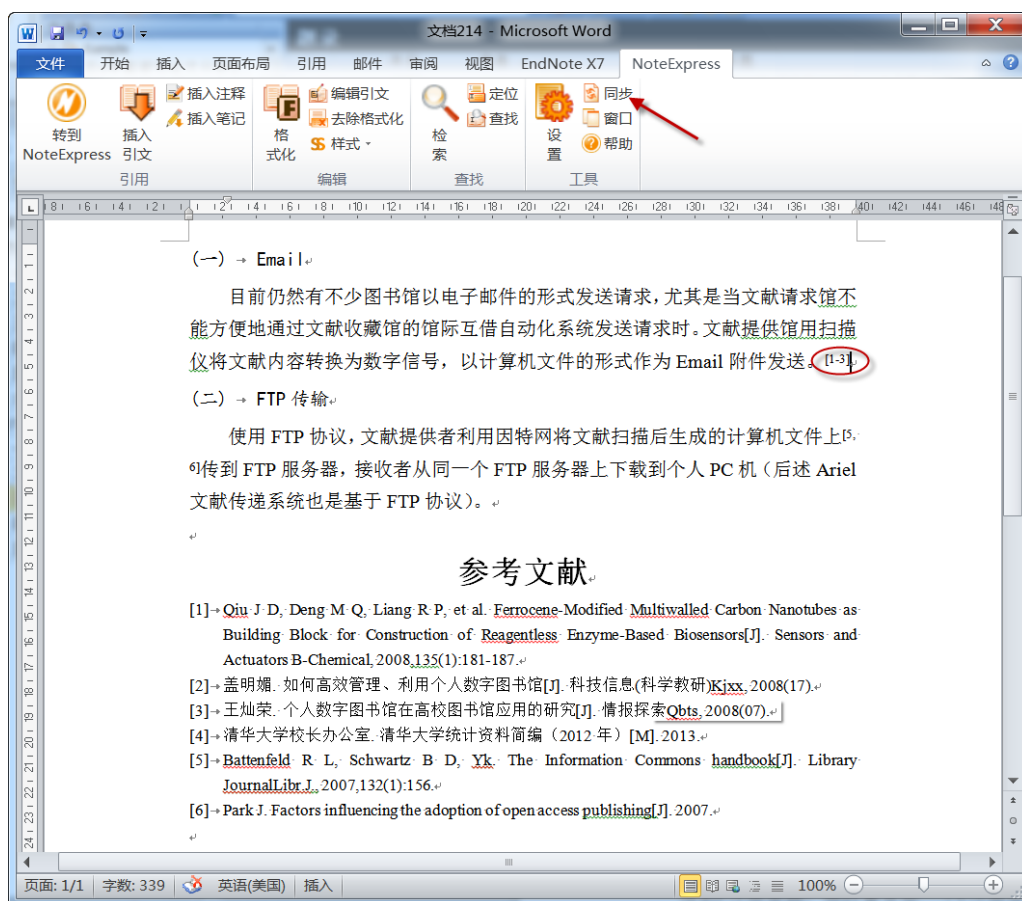 文档214 - Microsoft Word
文件 开始 插入 页面布局 引用 邮件 审阅 视图 EndNote X7 NoteExpress
转到 NoteExpress
插入引文
插入注释
插入笔记
引用
格式化
编辑引文
去除格式化
样式
编辑
检索
定位
查找
查找
设置
同步
窗口
帮助
工具
(一) → Email
目前仍然有不少图书馆以电子邮件的形式发送请求，尤其是当文献请求馆不
能方便地通过文献收藏馆的馆际互借自动化系统发送请求时。文献提供馆用扫描
仪将文献内容转换为数字信号，以计算机文件的形式作为 Email 附件发送。[1-3]
(二) → FTP 传输
使用 FTP 协议，文献提供者利用因特网将文献扫描后生成的计算机文件上[5,
6]传到 FTP 服务器，接收者从同一个 FTP 服务器上下载到个人 PC 机（后述 Ariel
文献传递系统也是基于 FTP 协议）。
参考文献
[1]→Qiu J D, Deng M Q, Liang R P, et al. Ferrocene-Modified Multiwalled Carbon Nanotubes as
Building Block for Construction of Reagentless Enzyme-Based Biosensors[J]. Sensors and
Actuators B-Chemical, 2008,135(1):181-187.
[2]→盖明媚. 如何高效管理、利用个人数字图书馆[J]. 科技信息(科学教研)Kjxx, 2008(17).
[3]→王灿荣. 个人数字图书馆在高校图书馆应用的研究[J]. 情报探索Qbts, 2008(07).
[4]→清华大学校长办公室. 清华大学统计资料简编（2012 年）[M]. 2013.
[5]→Battenfeld R L, Schwartz B D, Yk. The Information Commons handbook[J]. Library
JournalLibr.J., 2007,132(1):156.
[6]→Park J. Factors influencing the adoption of open access publishing[J]. 2007.
页面: 1/1 字数: 339 英语(美国) 插入 100%